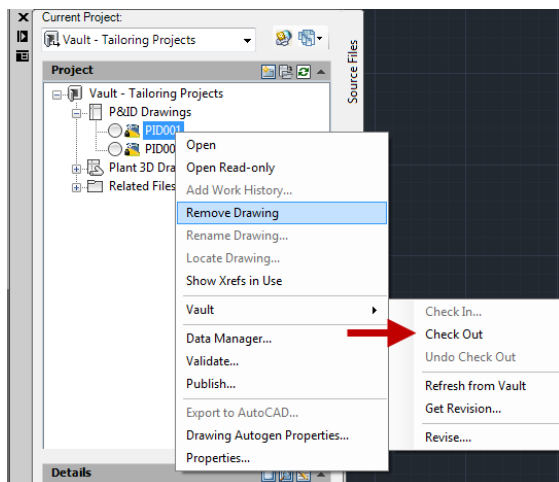 Current Project:
Vault - Tailoring Projects
Project
Source Files
Vault - Tailoring Projects
P&ID Drawings
PID001
PID00
Plant 3D Dra
Related Files
Open
Open Read-only
Add Work History...
Remove Drawing
Rename Drawing...
Locate Drawing...
Show Xrefs in Use
Vault
Data Manager...
Validate...
Publish...
Export to AutoCAD...
Drawing Autogen Properties...
Properties...
Check In...
Check Out
Undo Check Out
Refresh from Vault
Get Revision...
Revise....
Details